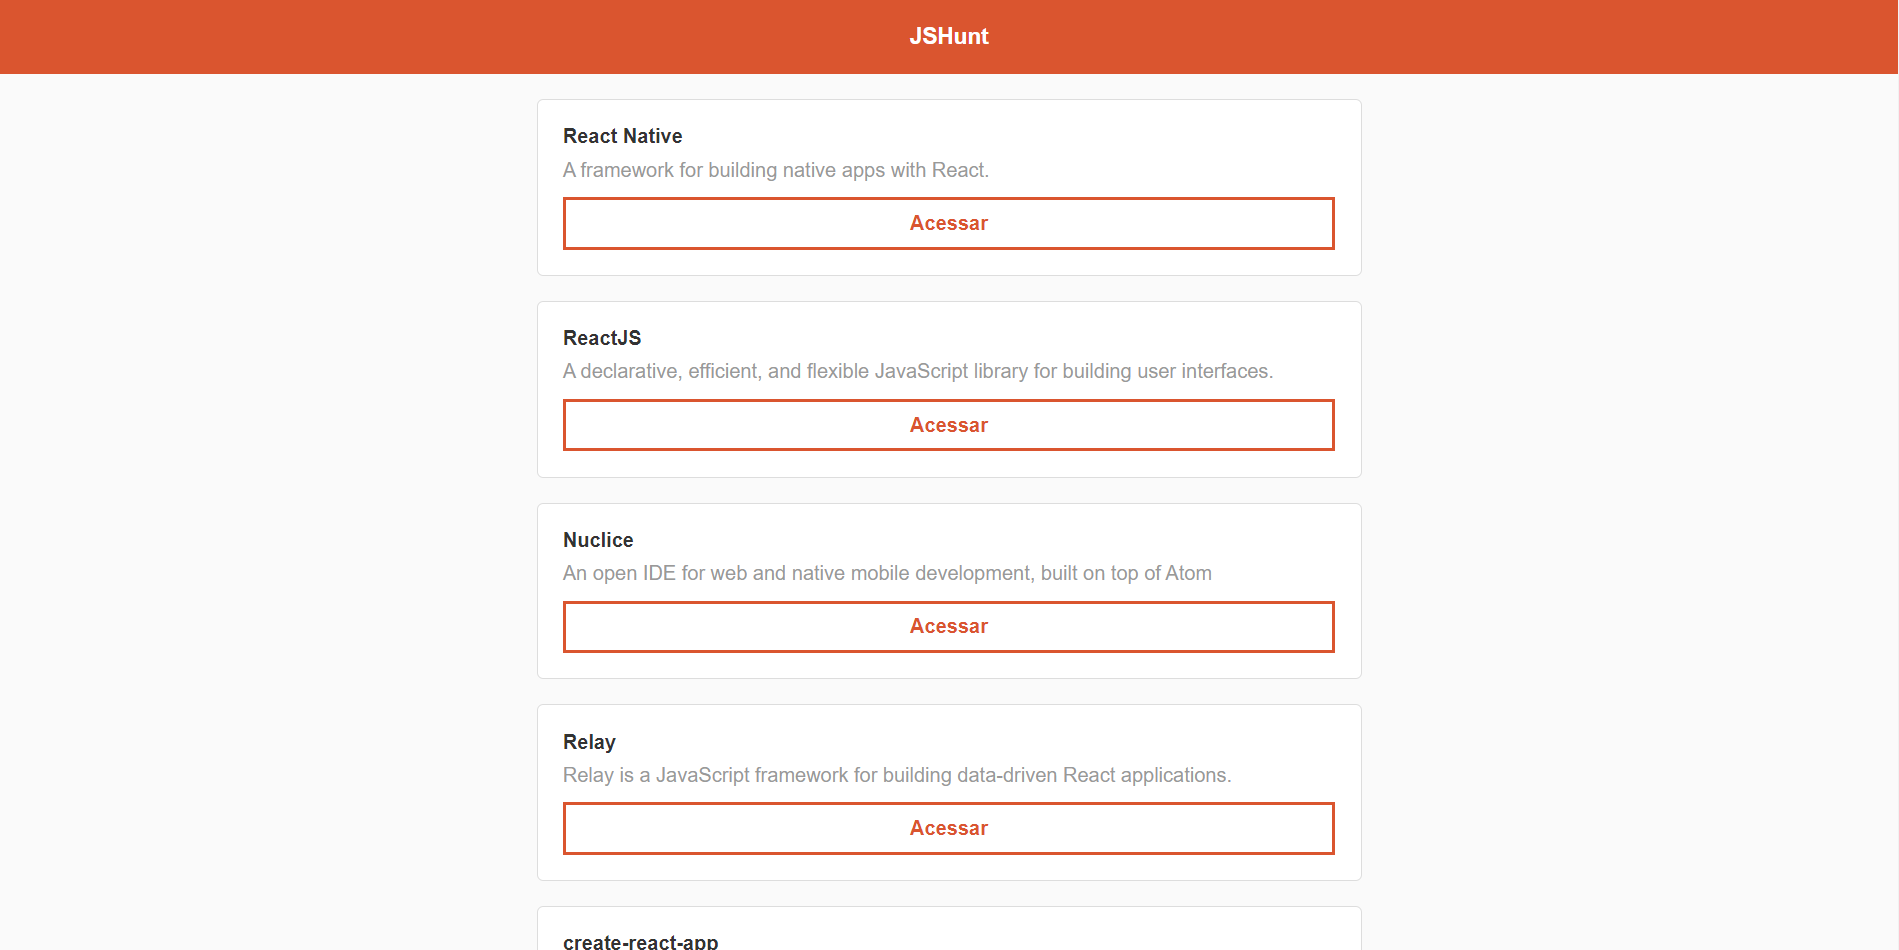 JSHunt
React Native
A framework for building native apps with React.
Acessar
ReactJS
A declarative, efficient, and flexible JavaScript library for building user interfaces.
Acessar
Nuclice
An open IDE for web and native mobile development, built on top of Atom
Acessar
Relay
Relay is a JavaScript framework for building data-driven React applications.
Acessar
create-react-app